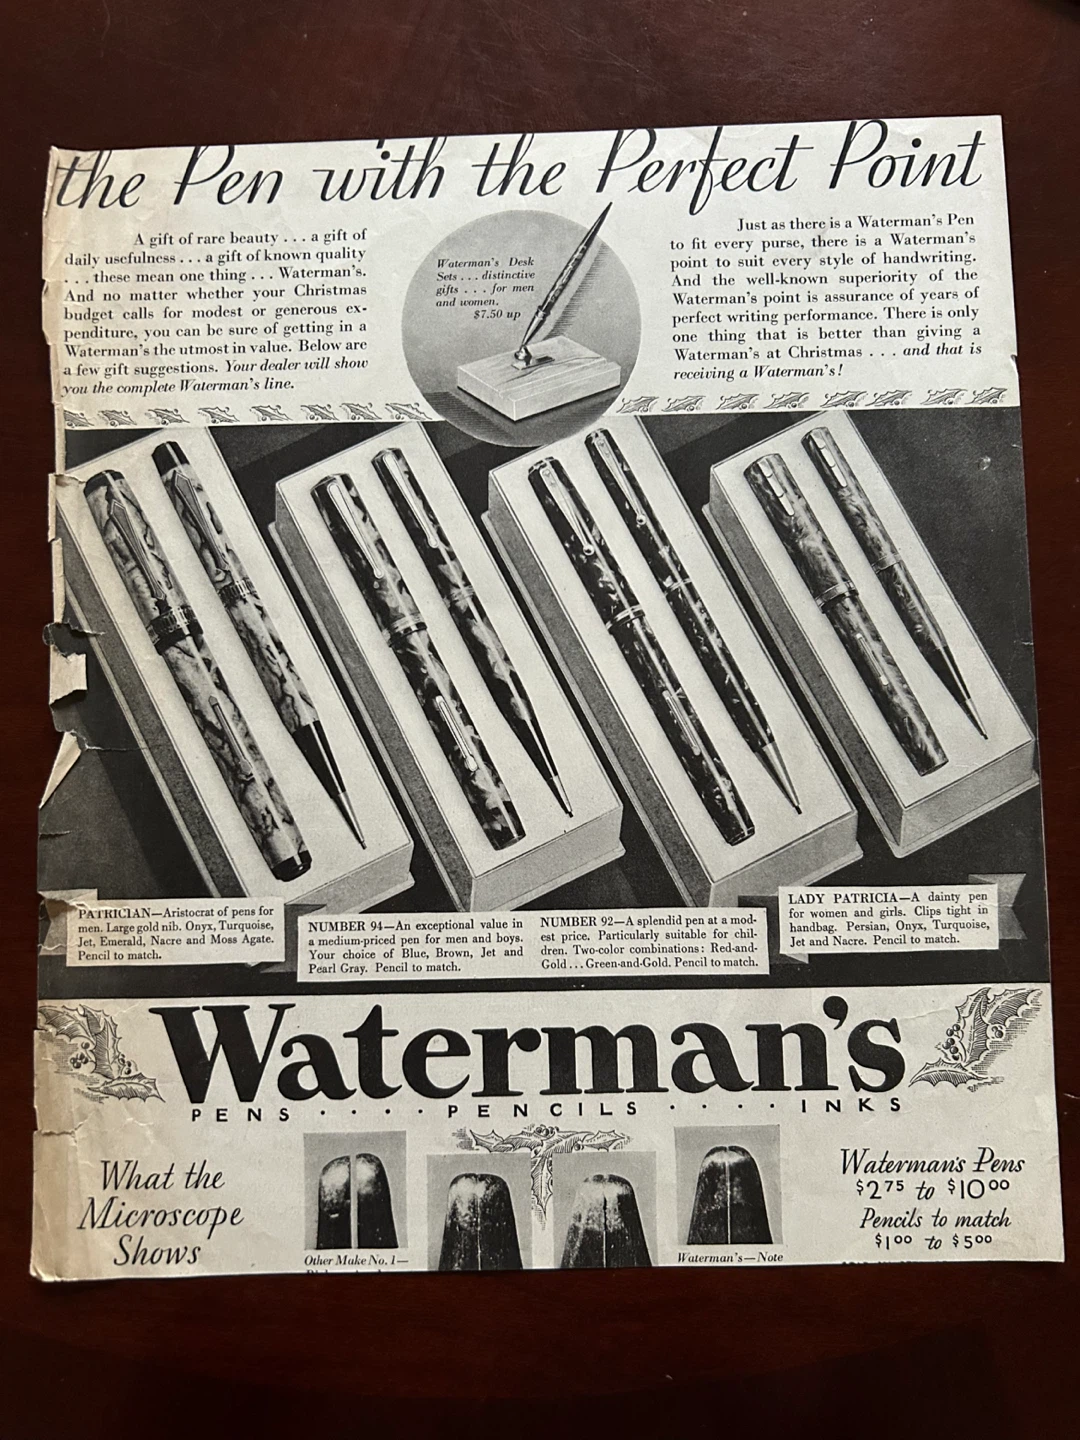 the Pen with the Perfect Point
A gift of rare beauty . . . a gift of
daily usefulness . . . a gift of known quality
. . . these mean one thing . . . Waterman's.
And no matter whether your Christmas
budget calls for modest or generous ex-
penditure, you can be sure of getting in a
Waterman's the utmost in value. Below are
a few gift suggestions. Your dealer will show
you the complete Waterman's line.
Waterman's Desk
Sets . . . distinctive
gifts . . . for men
and women.
$7.50 up
Just as there is a Waterman's Pen
to fit every purse, there is a Waterman's
point to suit every style of handwriting.
And the well-known superiority of the
Waterman's point is assurance of years of
perfect writing performance. There is only
one thing that is better than giving a
Waterman's at Christmas . . . and that is
receiving a Waterman's!
PATRICIAN—Aristocrat of pens for
men. Large gold nib. Onyx, Turquoise,
Jet, Emerald, Nacre and Moss Agate.
Pencil to match.
NUMBER 94—An exceptional value in
a medium-priced pen for men and boys.
Your choice of Blue, Brown, Jet and
Pearl Gray. Pencil to match.
NUMBER 92—A splendid pen at a mod-
est price. Particularly suitable for chil-
dren. Two-color combinations: Red-and-
Gold . . . Green-and-Gold. Pencil to match.
LADY PATRICIA—A dainty pen
for women and girls. Clips tight in
handbag. Persian, Onyx, Turquoise,
Jet and Nacre. Pencil to match.
Waterman's
PENS . . . . PENCILS . . . . INKS
What the
Microscope
Shows
Other Make No. 1—
Waterman's—Note
Waterman's Pens
$2.75 to $10.00
Pencils to match
$1.00 to $5.00